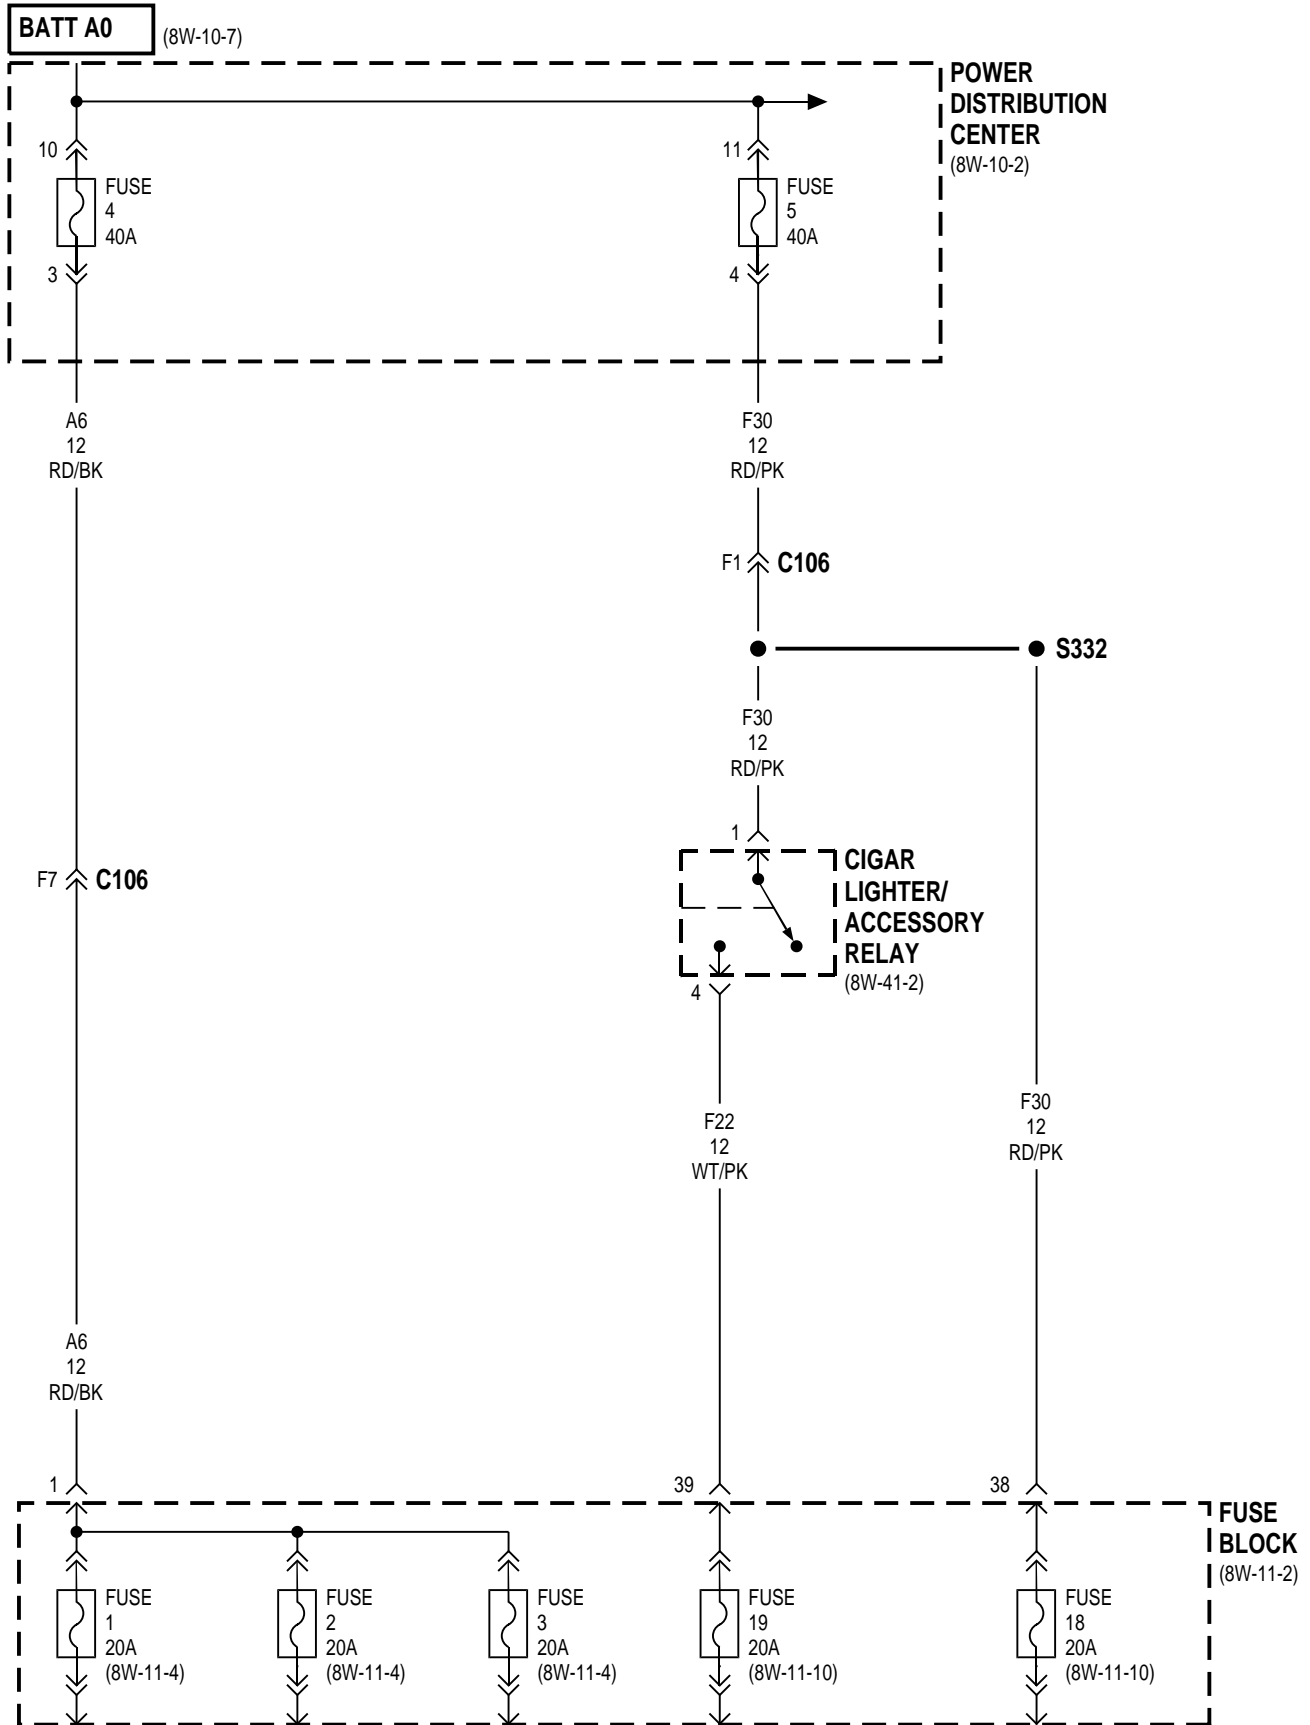 BATT A0
(8W-10-7)
POWER
DISTRIBUTION
CENTER
(8W-10-2)
10
FUSE
4
40A
3
11
FUSE
5
40A
4
A6
12
RD/BK
F30
12
RD/PK
F1
C106
S332
F30
12
RD/PK
1
CIGAR
LIGHTER/
ACCESSORY
RELAY
(8W-41-2)
F7
C106
4
F22
12
WT/PK
F30
12
RD/PK
A6
12
RD/BK
1
39
38
FUSE
BLOCK
(8W-11-2)
FUSE
1
20A
(8W-11-4)
FUSE
2
20A
(8W-11-4)
FUSE
3
20A
(8W-11-4)
FUSE
19
20A
(8W-11-10)
FUSE
18
20A
(8W-11-10)